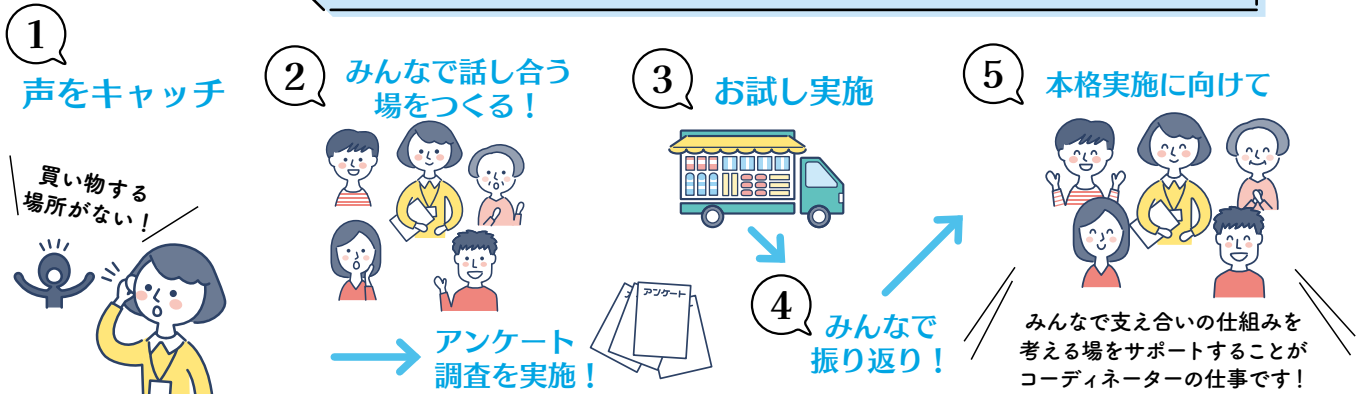 1
声をキャッチ
買い物する
場所がない!
2
みんなで話し合う
場をつくる!
アンケート
調査を実施!
アンケート
3
お試し実施
4
みんなで
振り返り!
5
本格実施に向けて
みんなで支え合いの仕組みを
考える場をサポートすることが
コーディネーターの仕事です!